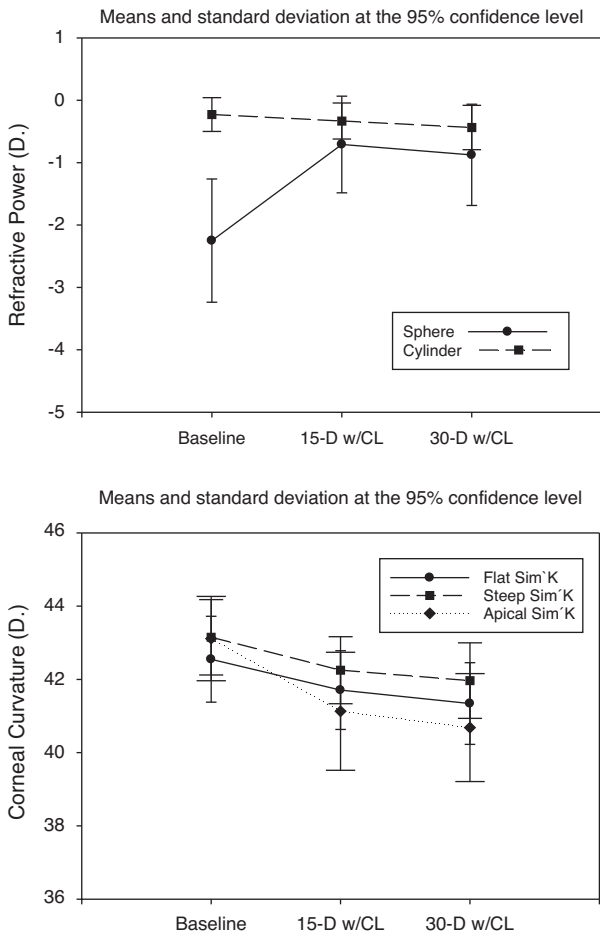 Means and standard deviation at the 95% confidence level
Refractive Power (D.)
1
0
-1
-2
-3
-4
-5
Sphere
Cylinder
Baseline 15-D w/CL 30-D w/CL
Means and standard deviation at the 95% confidence level
Corneal Curvature (D.)
46
44
42
40
38
36
Flat Sim`K
Steep Sim´K
Apical Sim´K
Baseline 15-D w/CL 30-D w/CL